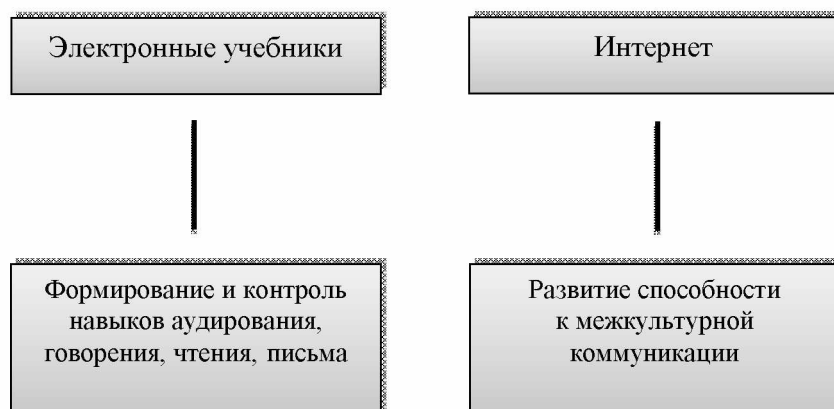 Электронные учебники
Интернет
Формирование и контроль
навыков аудирования,
говорения, чтения, письма
Развитие способности
к межкультурной
коммуникации